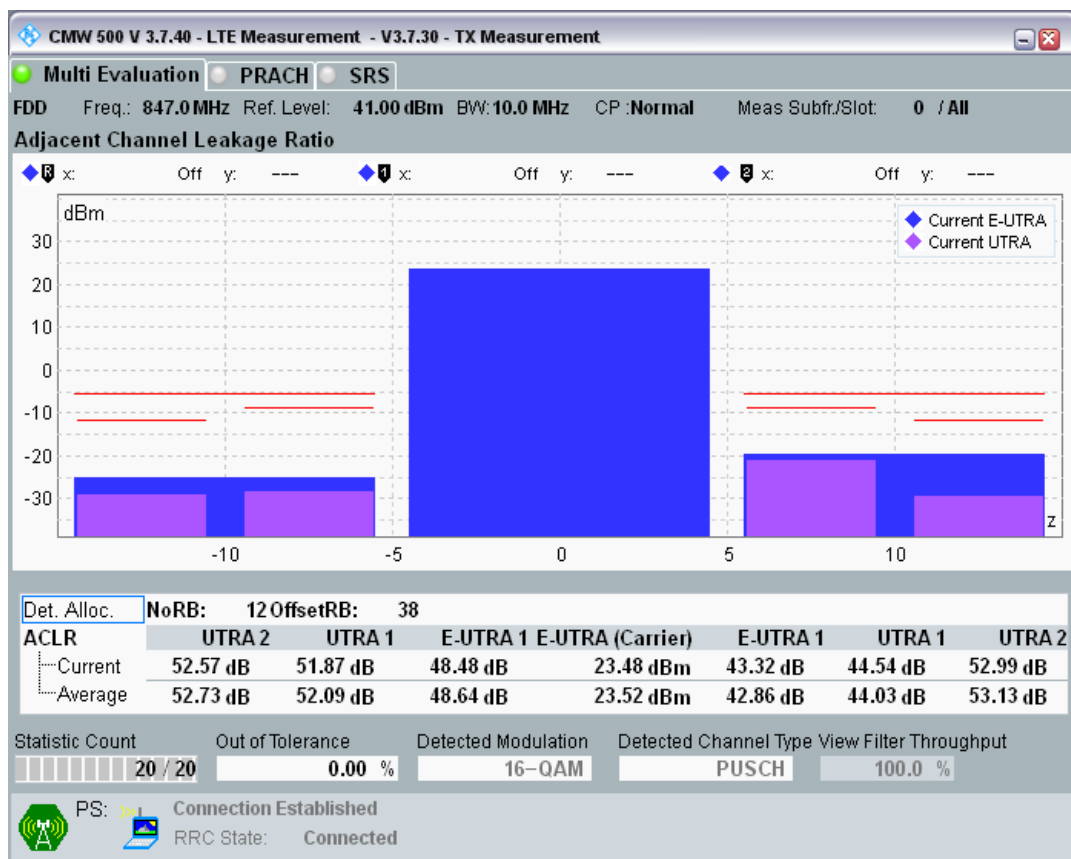 CMW 500 V 3.7.40 - LTE Measurement - V3.7.30 - TX Measurement
Multi Evaluation PRACH SRS
FDD Freq.: 847.0 MHz Ref. Level: 41.00 dBm BW: 10.0 MHz CP :Normal Meas Subfr./Slot: 0 / All
Adjacent Channel Leakage Ratio
R x: Off y: --- 1 x: Off y: --- 2 x: Off y: ---
dBm
Current E-UTRA
Current UTRA
30
20
10
0
-10
-20
-30
z
-10 -5 0 5 10
Det. Alloc. NoRB: 12 OffsetRB: 38
ACLR UTRA 2 UTRA 1 E-UTRA 1 E-UTRA (Carrier) E-UTRA 1 UTRA 1 UTRA 2
Current 52.57 dB 51.87 dB 48.48 dB 23.48 dBm 43.32 dB 44.54 dB 52.99 dB
Average 52.73 dB 52.09 dB 48.64 dB 23.52 dBm 42.86 dB 44.03 dB 53.13 dB
Statistic Count Out of Tolerance Detected Modulation Detected Channel Type View Filter Throughput
20 / 20 0.00 % 16-QAM PUSCH 100.0 %
PS: Connection Established
RRC State: Connected